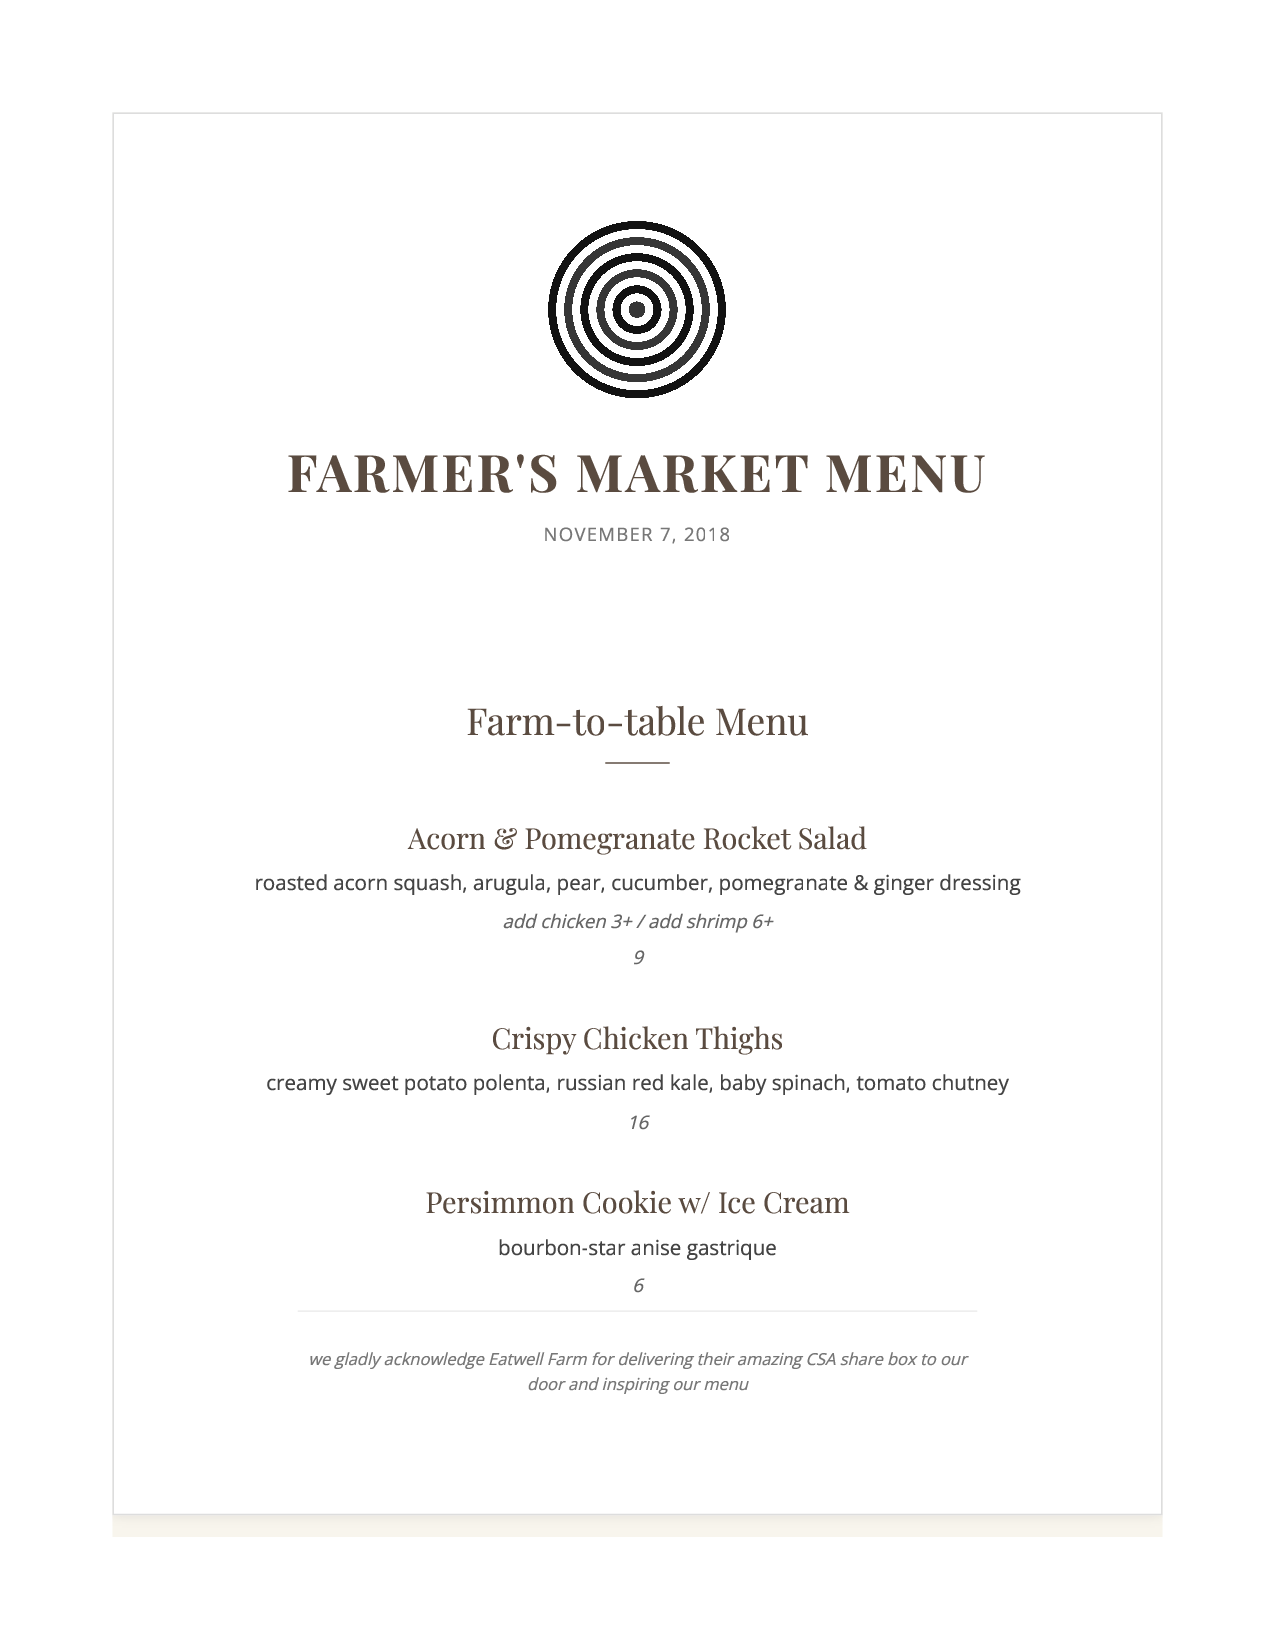 FARMER'S MARKET MENU
NOVEMBER 7, 2018
Farm-to-table Menu
Acorn & Pomegranate Rocket Salad
roasted acorn squash, arugula, pear, cucumber, pomegranate & ginger dressing
add chicken 3+ / add shrimp 6+
9
Crispy Chicken Thighs
creamy sweet potato polenta, russian red kale, baby spinach, tomato chutney
16
Persimmon Cookie w/ Ice Cream
bourbon-star anise gastrique
6
we gladly acknowledge Eatwell Farm for delivering their amazing CSA share box to our
door and inspiring our menu